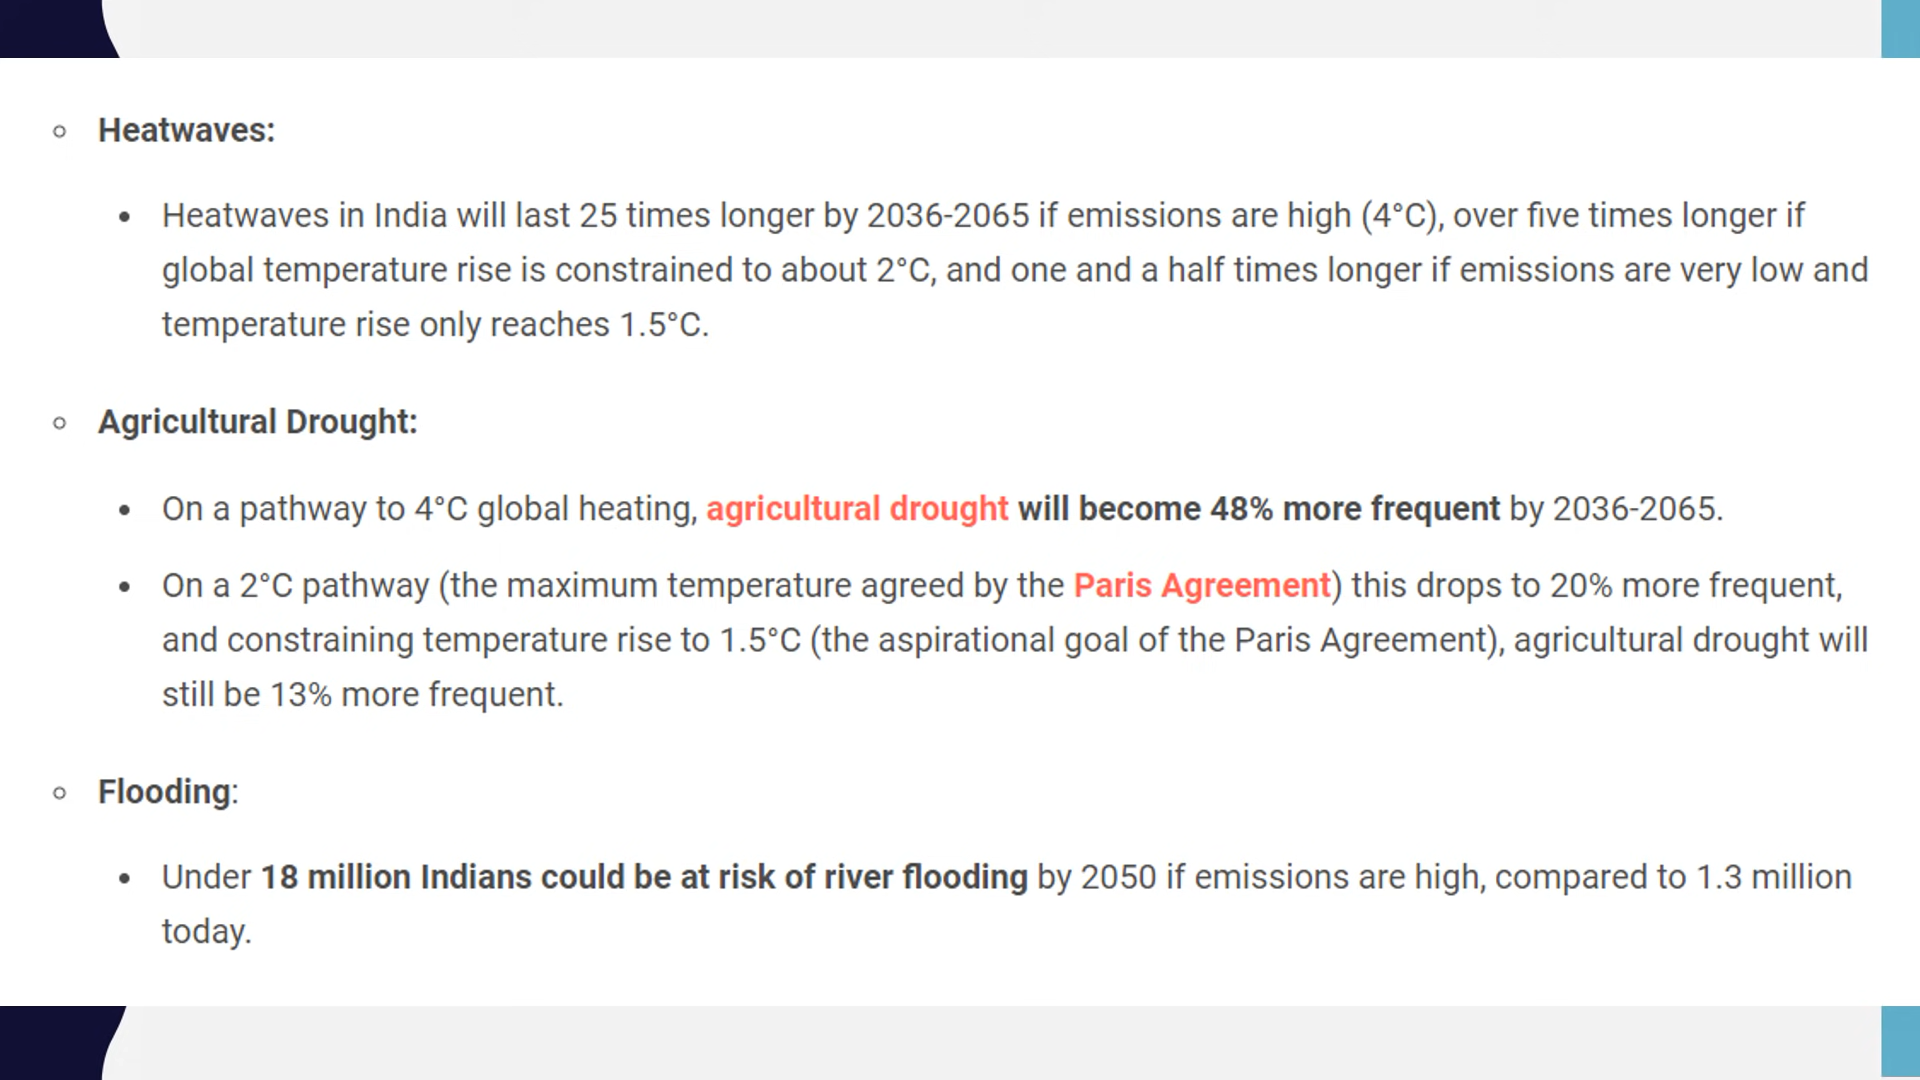 Heatwaves:
Heatwaves in India will last 25 times longer by 2036-2065 if emissions are high (4°C), over five times longer if
global temperature rise is constrained to about 2°C, and one and a half times longer if emissions are very low and
temperature rise only reaches 1.5°C.
Agricultural Drought:
On a pathway to 4°C global heating, agricultural drought will become 48% more frequent by 2036-2065.
On a 2°C pathway (the maximum temperature agreed by the Paris Agreement) this drops to 20% more frequent,
and constraining temperature rise to 1.5°C (the aspirational goal of the Paris Agreement), agricultural drought will
still be 13% more frequent.
Flooding:
Under 18 million Indians could be at risk of river flooding by 2050 if emissions are high, compared to 1.3 million
today.